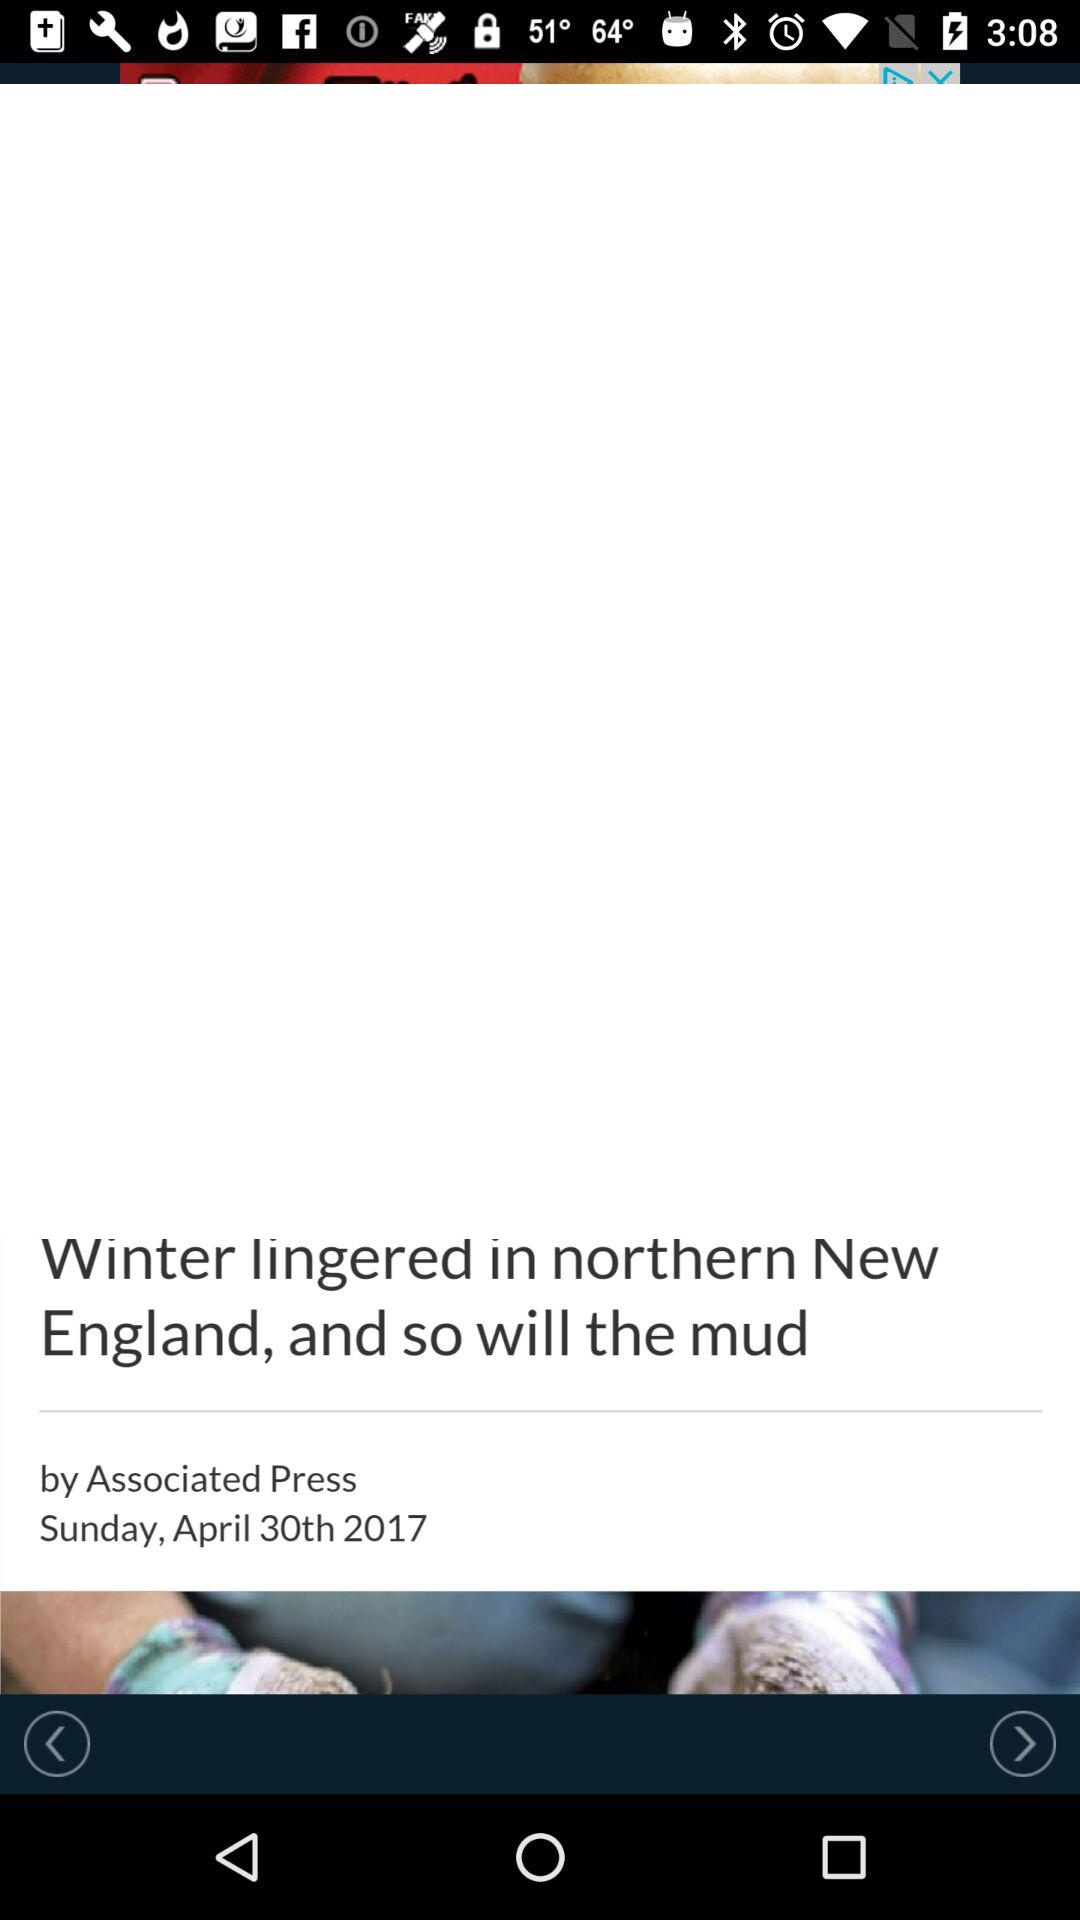 FAKE
51° 64° 3:08
Winter lingered in northern New
England, and so will the mud
by Associated Press
Sunday, April 30th 2017